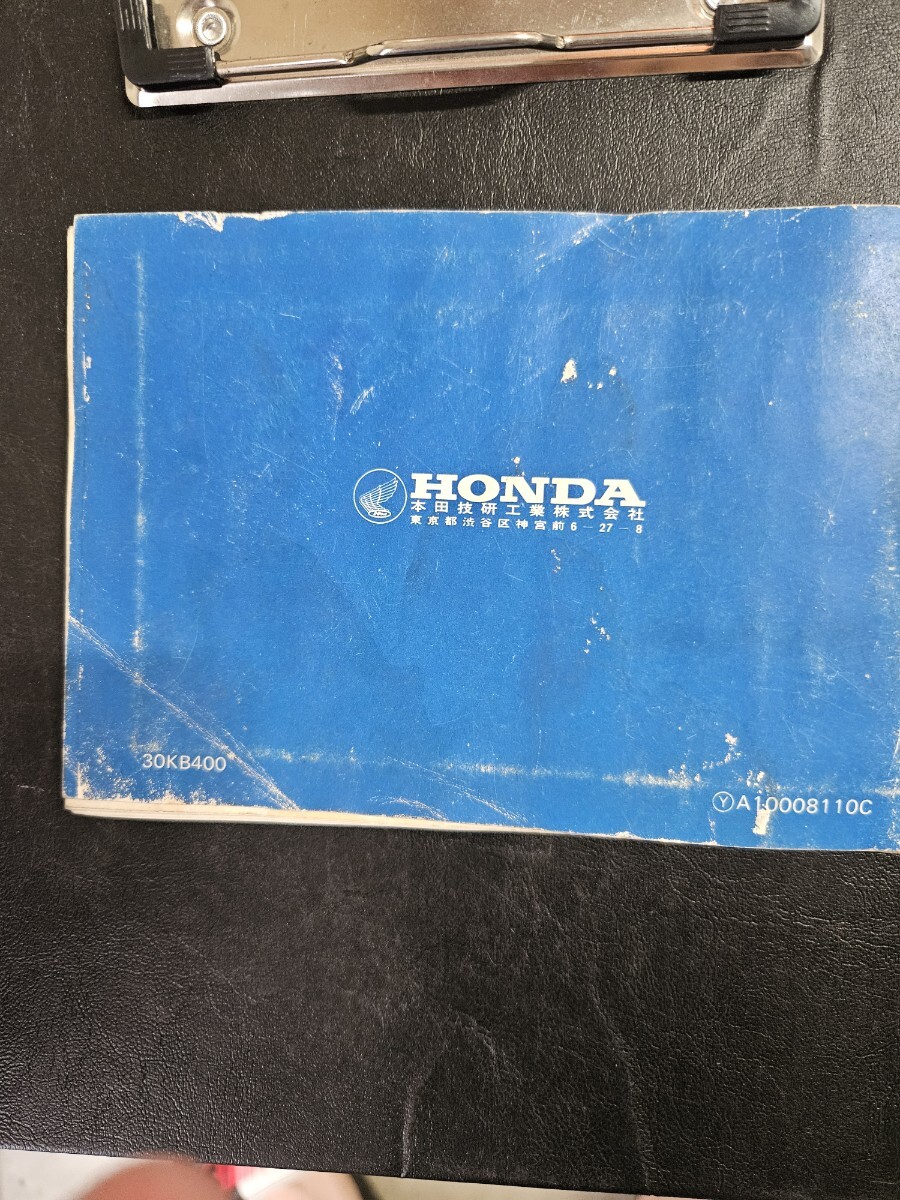 HONDA
本田技研工業株式会社
東京都渋谷区神宮前6-27-8
30KB400
ⓎA10008110C